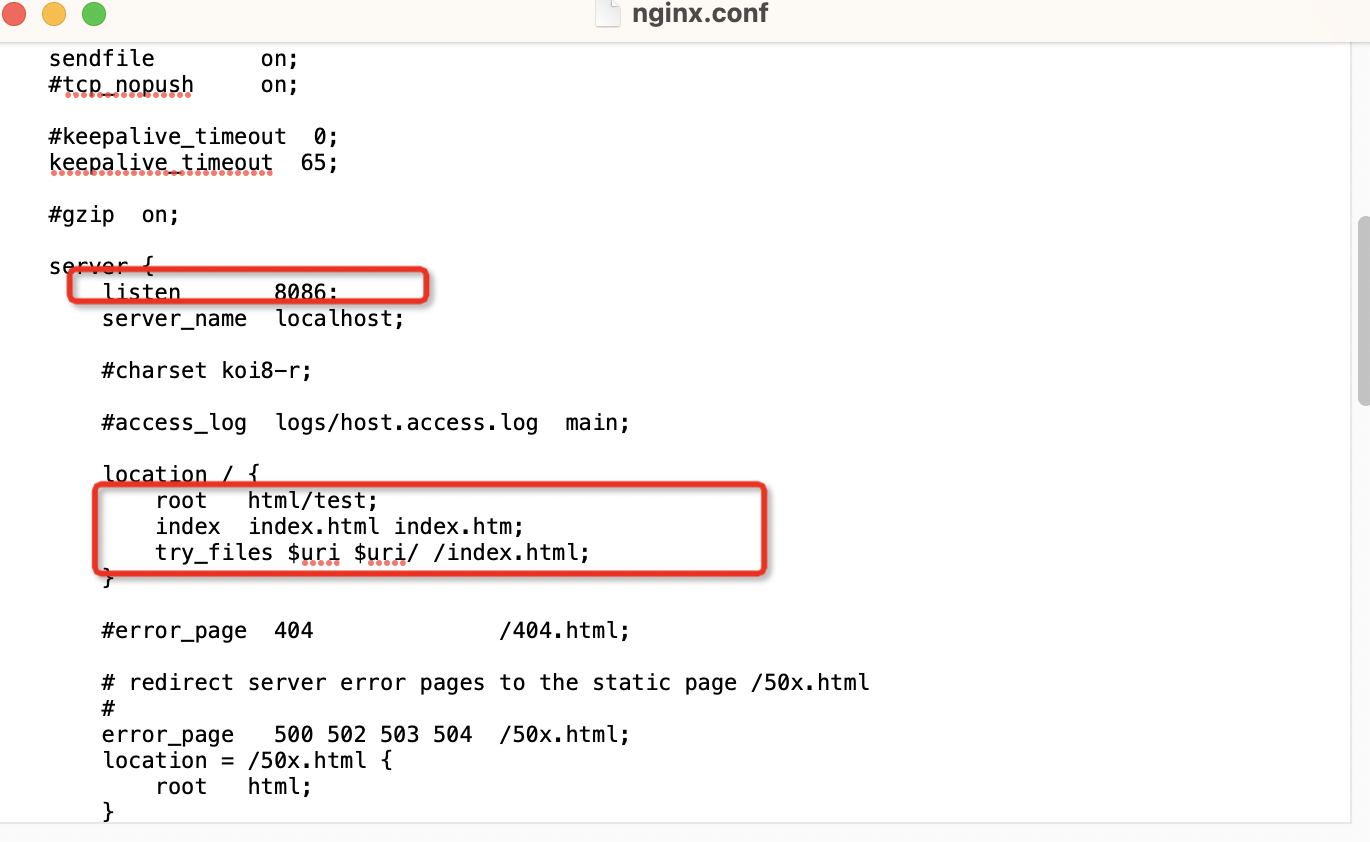 nginx.conf
sendfile        on;
#tcp_nopush     on;
#keepalive_timeout  0;
keepalive_timeout  65;
#gzip  on;
server {
listen       8086;
server_name  localhost;
#charset koi8-r;
#access_log  logs/host.access.log  main;
location / {
root   html/test;
index  index.html index.htm;
try_files $uri $uri/ /index.html;
}
#error_page  404              /404.html;
# redirect server error pages to the static page /50x.html
#
error_page   500 502 503 504  /50x.html;
location = /50x.html {
root   html;
}